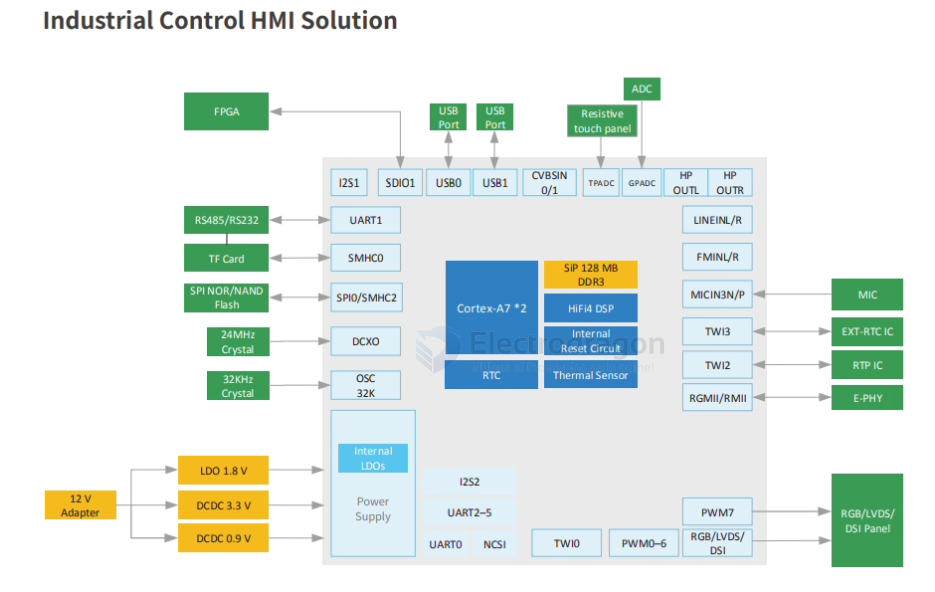 Industrial Control HMI Solution
ADC
FPGA
USB
Port
USB
Port
Resistive
touch panel
I2S1
SDIO1
USB0
USB1
CVBSIN
0/1
TPADC
GPADC
HP
OUTL
HP
OUTR
RS485/RS232
UART1
LINEINL/R
TF Card
SMHC0
FMINL/R
SiP 128 MB
DDR3
SPI NOR/NAND
Flash
SPI0/SMHC2
Cortex-A7 *2
HiFi4 DSP
MICIN3N/P
MIC
24MHz
Crystal
DCXO
Internal
Reset Circuit
TWI3
EXT-RTC IC
Electrodragon
32KHz
Crystal
OSC
32K
RTC
Thermal Sensor
TWI2
RTP IC
RGMII/RMII
E-PHY
Internal
LDOs
Power
Supply
12 V
Adapter
LDO 1.8 V
DCDC 3.3 V
DCDC 0.9 V
I2S2
UART2–5
UART0
NCSI
TWI0
PWM0–6
PWM7
RGB/LVDS/
DSI
RGB/LVDS/
DSI Panel